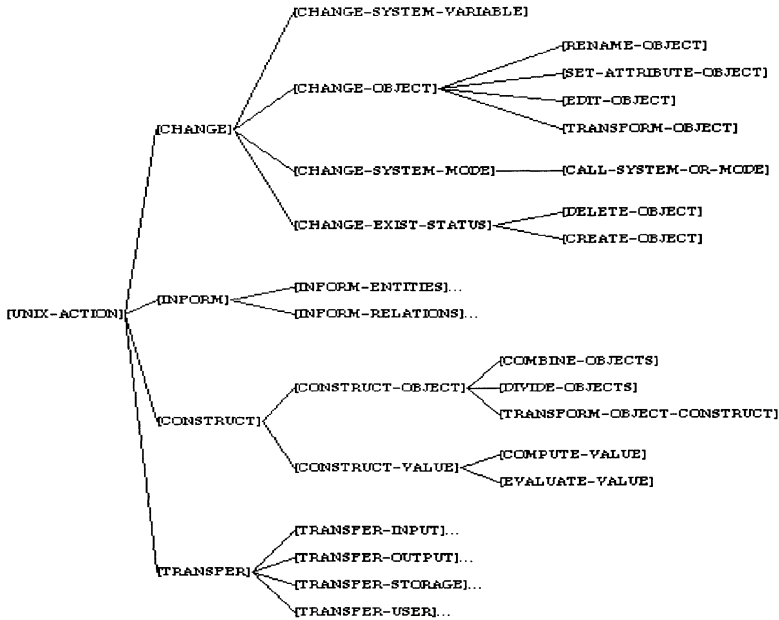 [CHANGE-SYSTEM-VARIABLE]
[RENAME-OBJECT]
[SET-ATTRIBUTE-OBJECT]
[CHANGE-OBJECT]
[EDIT-OBJECT]
[CHANGE]
[TRANSFORM-OBJECT]
[CHANGE-SYSTEM-MODE]
[CALL-SYSTEM-OR-MODE]
[DELETE-OBJECT]
[CHANGE-EXIST-STATUS]
[CREATE-OBJECT]
[INFORM-ENTITIES]...
[INFORM]
[UNIX-ACTION]
[INFORM-RELATIONS]...
[COMBINE-OBJECTS]
[CONSTRUCT-OBJECT]
[DIVIDE-OBJECTS]
[TRANSFORM-OBJECT-CONSTRUCT]
[CONSTRUCT]
[COMPUTE-VALUE]
[CONSTRUCT-VALUE]
[EVALUATE-VALUE]
[TRANSFER-INPUT]...
[TRANSFER-OUTPUT]...
[TRANSFER]
[TRANSFER-STORAGE]...
[TRANSFER-USER]...